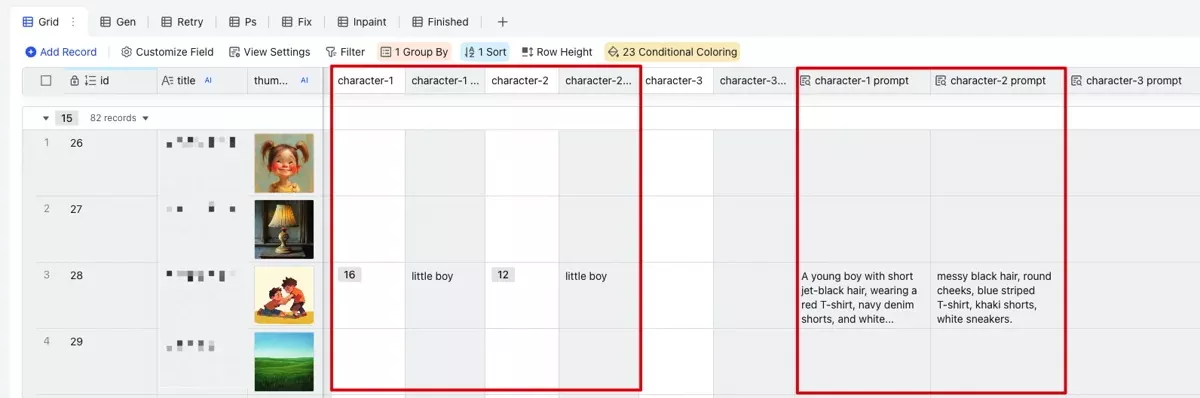 Grid Gen Retry Ps Fix Inpaint Finished
Add Record Customize Field View Settings Filter 1 Group By 1 Sort Row Height 23 Conditional Coloring
id title AI thum... AI character-1 character-1 ... character-2 character-2... character-3 character-3... character-1 prompt character-2 prompt character-3 prompt
15 82 records
1 26
2 27
3 28 16 little boy 12 little boy
A young boy with short
jet-black hair, wearing a
red T-shirt, navy denim
shorts, and white...
messy black hair, round
cheeks, blue striped
T-shirt, khaki shorts,
white sneakers.
4 29